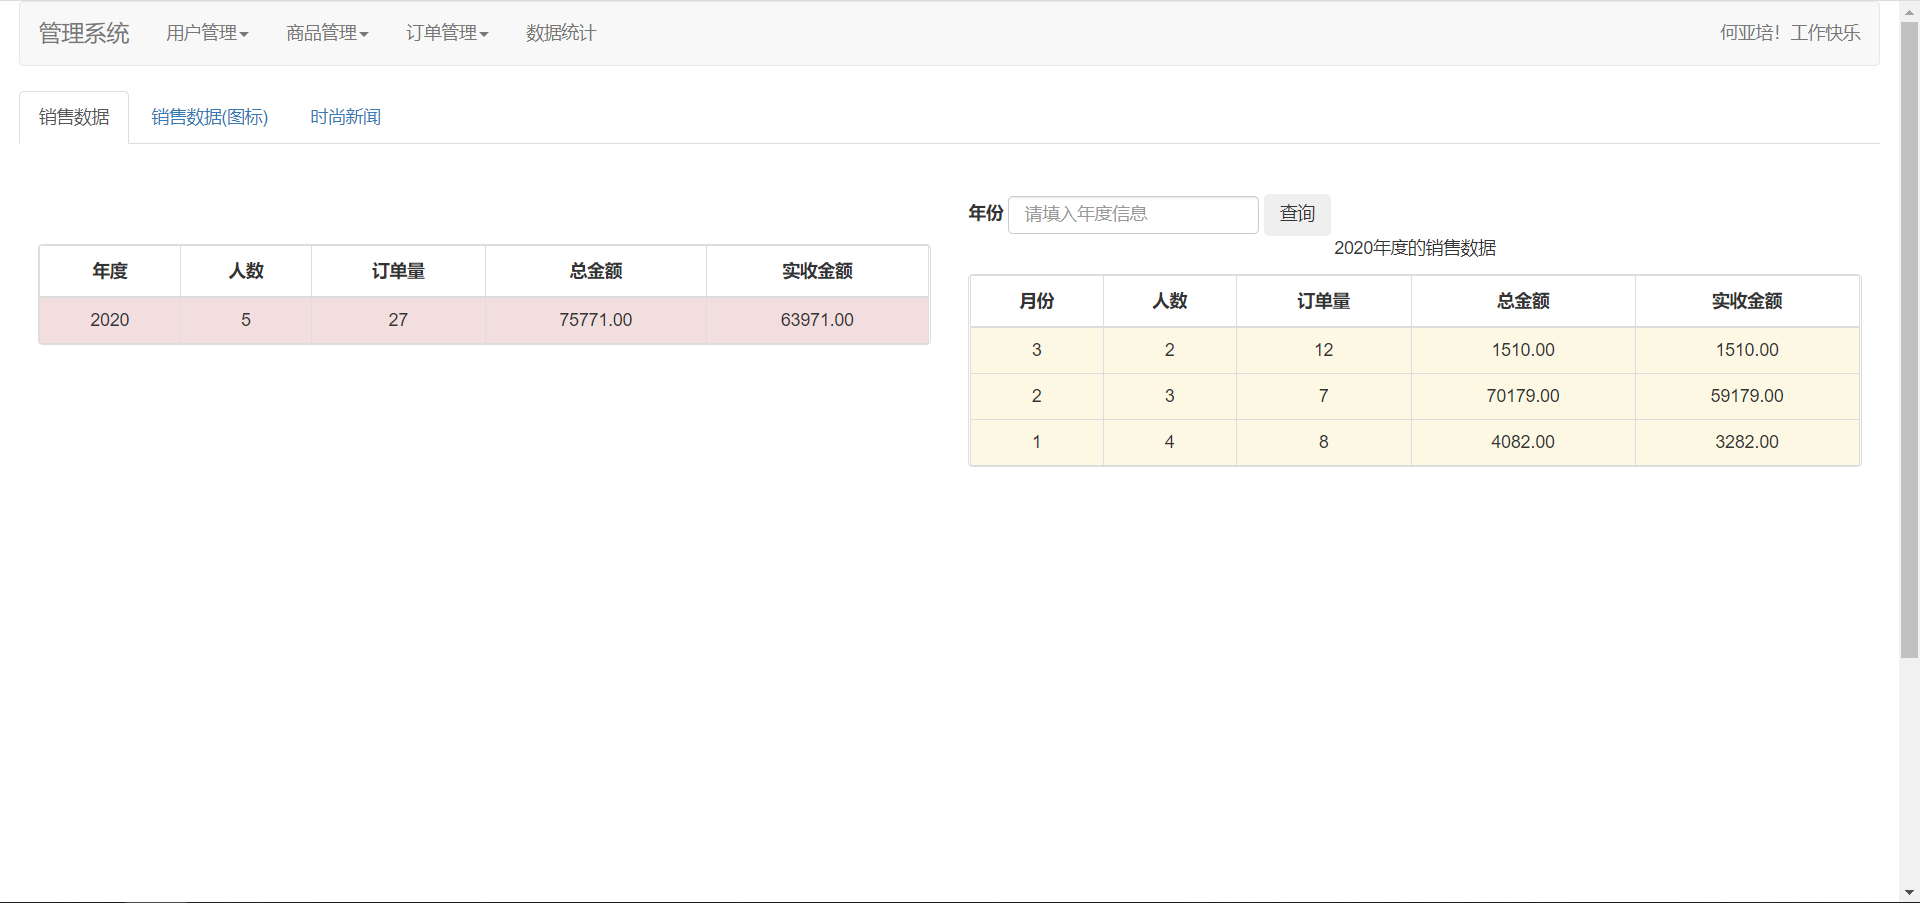 管理系统 用户管理 商品管理 订单管理 数据统计 何亚培！工作快乐
销售数据 销售数据(图标) 时尚新闻
年度 人数 订单量 总金额 实收金额
2020 5 27 75771.00 63971.00
年份 请填入年度信息 查询
2020年度的销售数据
月份 人数 订单量 总金额 实收金额
3 2 12 1510.00 1510.00
2 3 7 70179.00 59179.00
1 4 8 4082.00 3282.00